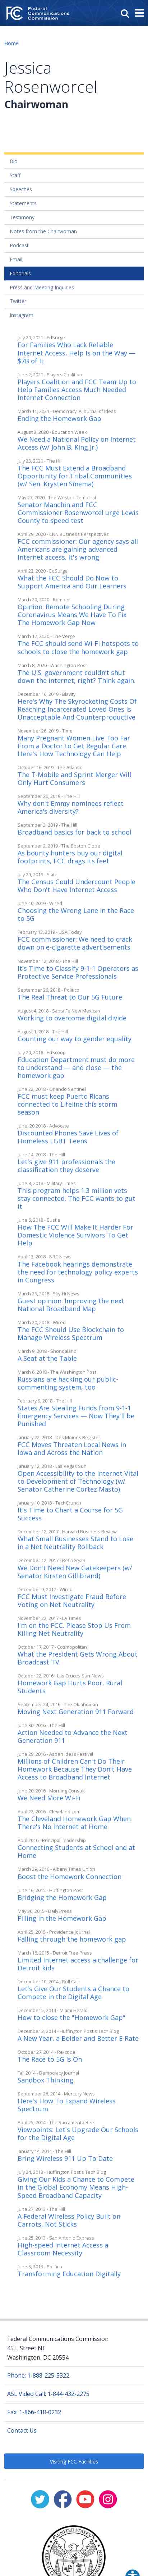 Federal Communications
Commission
Home
Jessica
Rosenworcel
Chairwoman
Bio
Staff
Speeches
Statements
Testimony
Notes from the Chairwoman
Podcast
Email
Editorials
Press and Meeting Inquiries
Twitter
Instagram
July 20, 2021 - EdSurge
For Families Who Lack Reliable
Internet Access, Help Is on the Way —
$7B of It
June 2, 2021 - Players-Coalition
Players Coalition and FCC Team Up to
Help Families Access Much Needed
Internet Connection
March 11, 2021 - Democracy: A Journal of Ideas
Ending the Homework Gap
August 3, 2020 - Education Week
We Need a National Policy on Internet
Access (w/ John B. King Jr.)
July 23, 2020 - The Hill
The FCC Must Extend a Broadband
Opportunity for Tribal Communities
(w/ Sen. Krysten Sinema)
May 27, 2020 - The Weston Democrat
Senator Manchin and FCC
Commissioner Rosenworcel urge Lewis
County to speed test
April 29, 2020 - CNN Business Perspectives
FCC commissioner: Our agency says all
Americans are gaining advanced
internet access. It's wrong
April 22, 2020 - EdSurge
What the FCC Should Do Now to
Support America and Our Learners
March 20, 2020 - Romper
Opinion: Remote Schooling During
Coronavirus Means We Have To Fix
The Homework Gap Now
March 17, 2020 - The Verge
The FCC should send Wi-Fi hotspots to
schools to close the homework gap
March 8, 2020 - Washington Post
The U.S. government couldn't shut
down the internet, right? Think again.
December 16, 2019 - Blavity
Here's Why The Skyrocketing Costs Of
Reaching Incarcerated Loved Ones Is
Unacceptable And Counterproductive
November 20, 2019 - Time
Many Pregnant Women Live Too Far
From a Doctor to Get Regular Care.
Here's How Technology Can Help
October 16, 2019 - The Atlantic
The T-Mobile and Sprint Merger Will
Only Hurt Consumers
September 20, 2019 - The Hill
Why don't Emmy nominees reflect
America's diversity?
September 3, 2019 - The Hill
Broadband basics for back to school
September 2, 2019 - The Boston Globe
As bounty hunters buy our digital
footprints, FCC drags its feet
July 29, 2019 - Slate
The Census Could Undercount People
Who Don't Have Internet Access
June 10, 2019 - Wired
Choosing the Wrong Lane in the Race
to 5G
February 13, 2019 - USA Today
FCC commissioner: We need to crack
down on e-cigarette advertisements
November 12, 2018 - The Hill
It's Time to Classify 9-1-1 Operators as
Protective Service Professionals
September 26, 2018 - Politico
The Real Threat to Our 5G Future
August 4, 2018 - Santa Fe New Mexican
Working to overcome digital divide
August 1, 2018 - The Hill
Counting our way to gender equality
July 20, 2018 - EdScoop
Education Department must do more
to understand — and close — the
homework gap
June 22, 2018 - Orlando Sentinel
FCC must keep Puerto Ricans
connected to Lifeline this storm
season
June 20, 2018 - Advocate
Discounted Phones Save Lives of
Homeless LGBT Teens
June 14, 2018 - The Hill
Let's give 911 professionals the
classification they deserve
June 8, 2018 - Military Times
This program helps 1.3 million vets
stay connected. The FCC wants to gut
it
June 6, 2018 - Bustle
How The FCC Will Make It Harder For
Domestic Violence Survivors To Get
Help
April 13, 2018 - NBC News
The Facebook hearings demonstrate
the need for technology policy experts
in Congress
March 23, 2018 - Sky-Hi News
Guest opinion: Improving the next
National Broadband Map
March 20, 2018 - Wired
The FCC Should Use Blockchain to
Manage Wireless Spectrum
March 9, 2018 - Shondaland
A Seat at the Table
March 6, 2018 - The Washington Post
Russians are hacking our public-
commenting system, too
February 9, 2018 - The Hill
States Are Stealing Funds from 9-1-1
Emergency Services — Now They'll be
Punished
January 22, 2018 - Des Moines Register
FCC Moves Threaten Local News in
Iowa and Across the Nation
January 12, 2018 - Las Vegas Sun
Open Accessibility to the Internet Vital
to Development of Technology (w/
Senator Catherine Cortez Masto)
January 10, 2018 - TechCrunch
It's Time to Chart a Course for 5G
Success
December 12, 2017 - Harvard Business Review
What Small Businesses Stand to Lose
in a Net Neutrality Rollback
December 12, 2017 - Refinery29
We Don't Need New Gatekeepers (w/
Senator Kirsten Gillibrand)
December 9, 2017 - Wired
FCC Must Investigate Fraud Before
Voting on Net Neutrality
November 22, 2017 - LA Times
I'm on the FCC. Please Stop Us From
Killing Net Neutrality
October 17, 2017 - Cosmopolitan
What the President Gets Wrong About
Broadcast TV
October 22, 2016 - Las Cruces Sun-News
Homework Gap Hurts Poor, Rural
Students
September 24, 2016 - The Oklahoman
Moving Next Generation 911 Forward
June 30, 2016 - The Hill
Action Needed to Advance the Next
Generation 911
June 29, 2016 - Aspen Ideas Festival
Millions of Children Can't Do Their
Homework Because They Don't Have
Access to Broadband Internet
June 20, 2016 - Morning Consult
We Need More Wi-Fi
April 22, 2016 - Cleveland.com
The Cleveland Homework Gap When
There's No Internet at Home
April 2016 - PrincipalLeadership
Connecting Students at School and at
Home
March 29, 2016 - Albany Times Union
Boost the Homework Connection
June 16, 2015 - Huffington Post
Bridging the Homework Gap
May 30, 2015 - Daily Press
Filling in the Homework Gap
April 25, 2015 - Providence Journal
Falling through the homework gap
March 16, 2015 - Detroit Free Press
Limited Internet access a challenge for
Detroit kids
December 10, 2014 - Roll Call
Let's Give Our Students a Chance to
Compete in the Digital Age
December 5, 2014 - Miami Herald
How to close the "Homework Gap"
December 3, 2014 - Huffington Post's Tech Blog
A New Year, a Bolder and Better E-Rate
October 27, 2014 - Re/code
The Race to 5G Is On
Fall 2014 - Democracy Journal
Sandbox Thinking
September 28, 2014 - Mercury News
Here's How To Expand Wireless
Spectrum
April 25, 2014 - The Sacramento Bee
Viewpoints: Let's Upgrade Our Schools
for the Digital Age
January 14, 2014 - The Hill
Bring Wireless 911 Up To Date
July 24, 2013 - Huffington Post's Tech Blog
Giving Our Kids a Chance to Compete
in the Global Economy Means High-
Speed Broadband Capacity
June 27, 2013 - The Hill
A Federal Wireless Policy Built on
Carrots, Not Sticks
June 25, 2013 - San Antonio Express
High-speed Internet Access a
Classroom Necessity
June 3, 2013 - Politico
Transforming Education Digitally
Federal Communications Commission
45 L Street NE
Washington, DC 20554
Phone: 1-888-225-5322
ASL Video Call: 1-844-432-2275
Fax: 1-866-418-0232
Contact Us
Visiting FCC Facilities